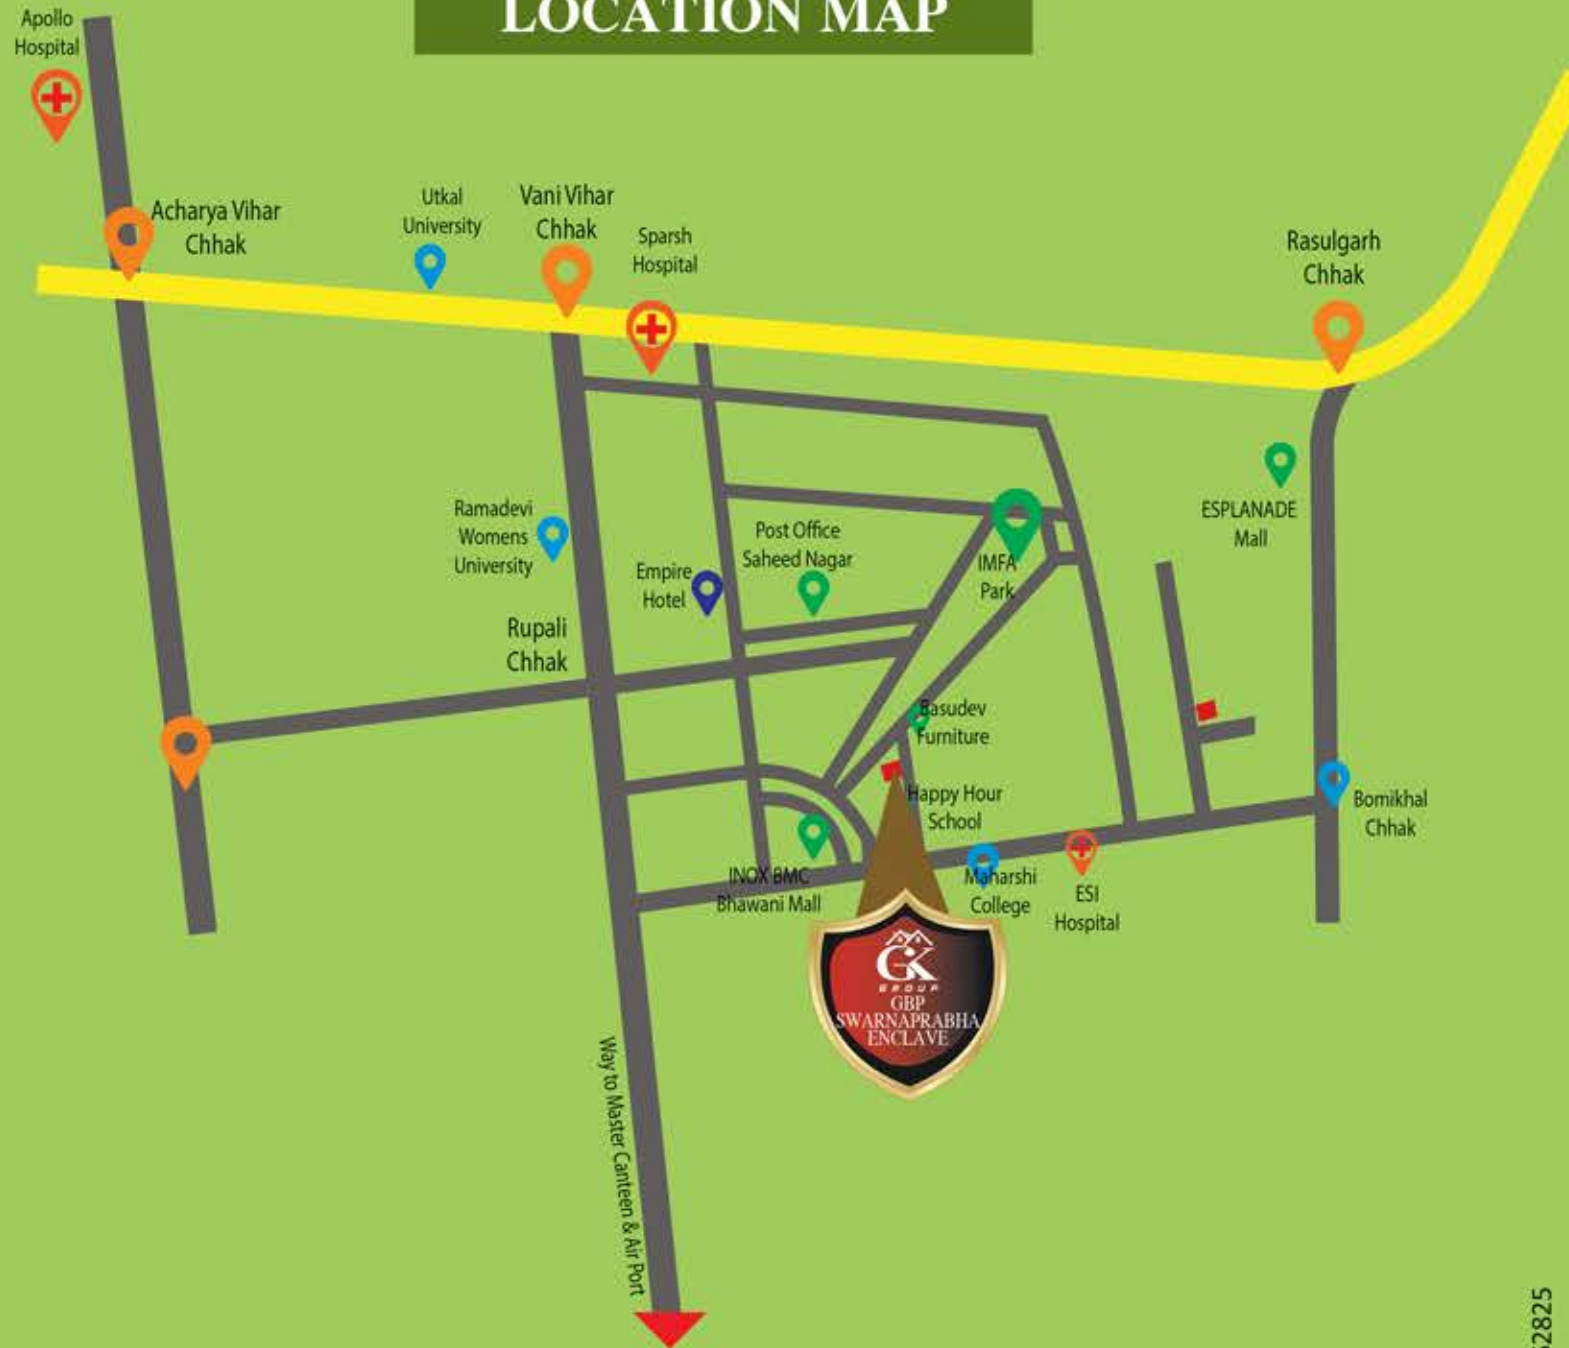 LOCATION MAP
Apollo
Hospital
Acharya Vihar
Chhak
Utkal
University
Vani Vihar
Chhak
Sparsh
Hospital
Rasulgarh
Chhak
ESPLANADE
Mall
Ramadevi
Womens
University
Post Office
Saheed Nagar
Empire
Hotel
IMFA
Park
Rupali
Chhak
Basudev
Furniture
Happy Hour
School
Bomikhal
Chhak
INOX BMC
Bhawani Mall
Maharshi
College
ESI
Hospital
GK
GROUP
GBP
SWARNAPRABHA
ENCLAVE
Way to Master Canteen & Air Port